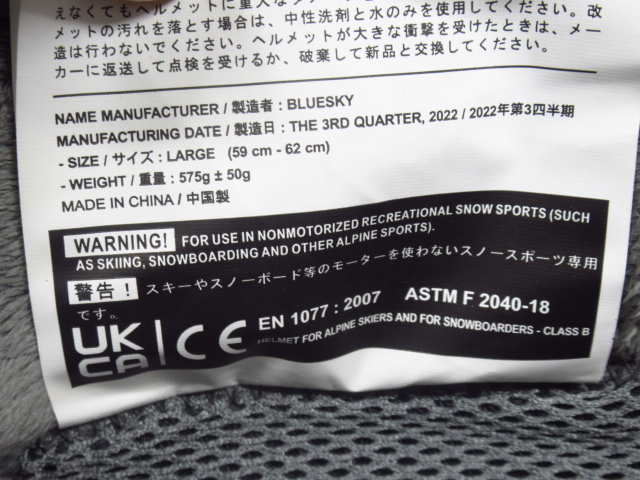 えなくてもヘルメットに重大な
メットの汚れを落とす場合は、中性洗剤と水のみを使用してください。改
造は行わないでください。ヘルメットが大きな衝撃を受けたときは、メー
カーに返送して点検を受けるか、破棄して新品と交換してください。
NAME MANUFACTURER / 製造者 : BLUESKY
MANUFACTURING DATE / 製造日 : THE 3RD QUARTER, 2022 / 2022年第3四半期
- SIZE / サイズ : LARGE (59 cm - 62 cm)
- WEIGHT / 重量 : 575g ± 50g
MADE IN CHINA / 中国製
WARNING! FOR USE IN NONMOTORIZED RECREATIONAL SNOW SPORTS (SUCH
AS SKIING, SNOWBOARDING AND OTHER ALPINE SPORTS).
警告！ スキーやスノーボード等のモーターを使わないスノースポーツ専用
です。
UK
CA CE EN 1077 : 2007 ASTM F 2040-18
HELMET FOR ALPINE SKIERS AND FOR SNOWBOARDERS - CLASS B